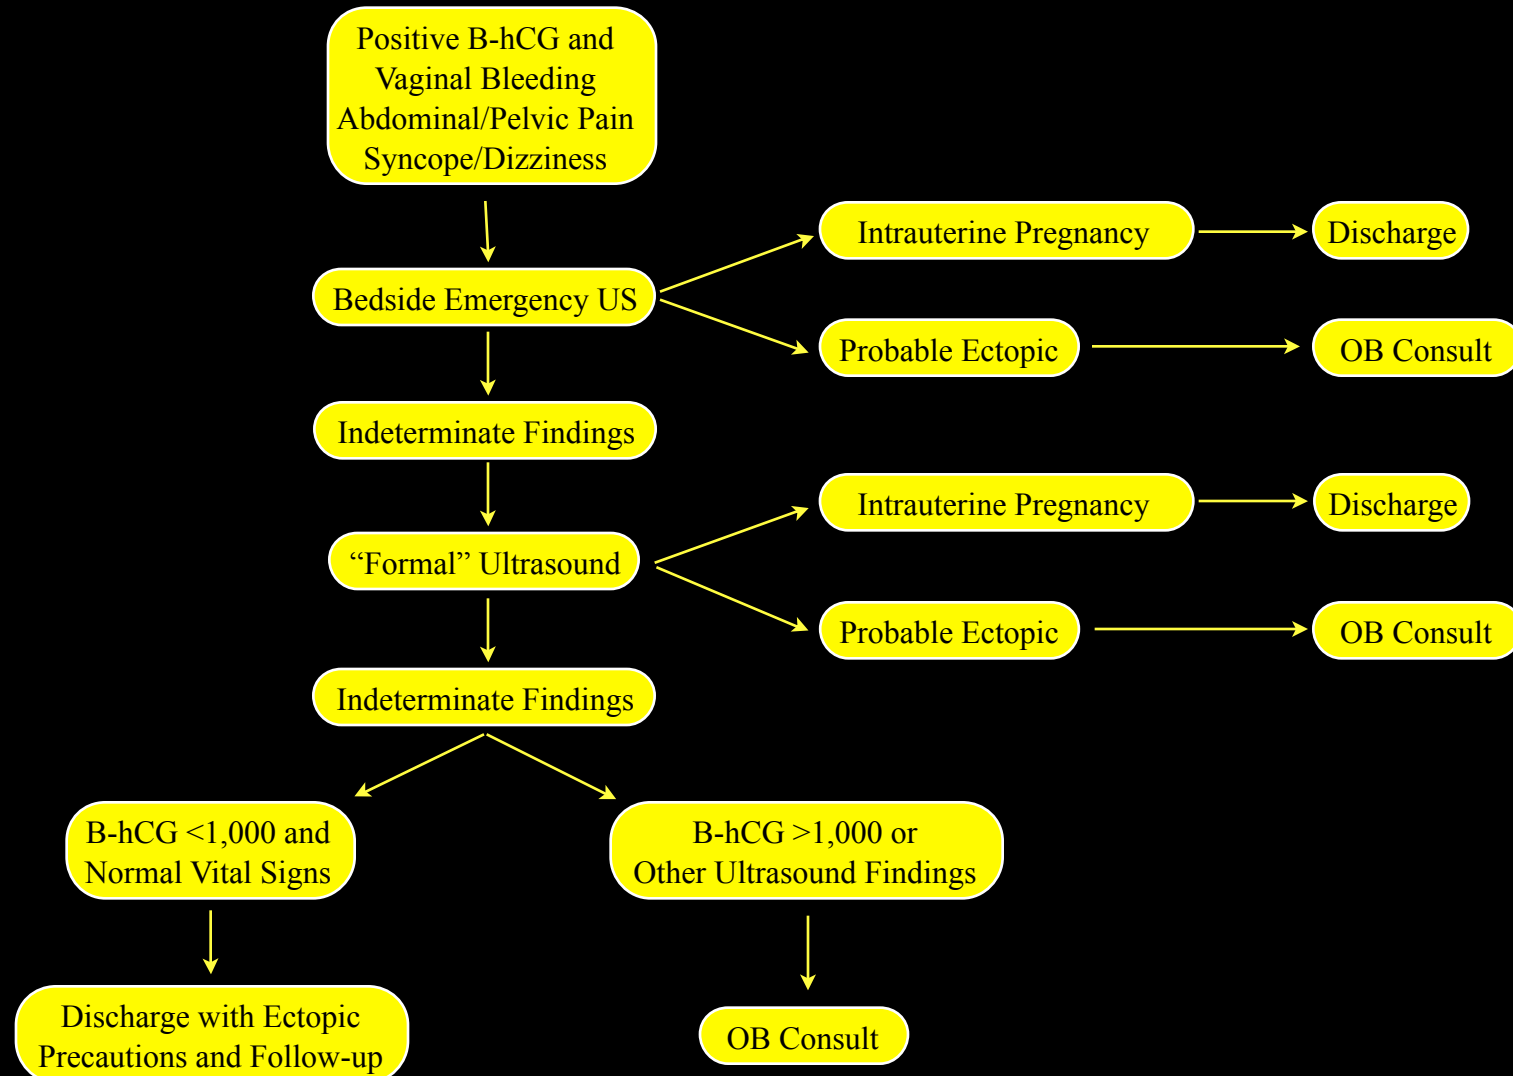 Positive B-hCG and
Vaginal Bleeding
Abdominal/Pelvic Pain
Syncope/Dizziness
Intrauterine Pregnancy
Discharge
Bedside Emergency US
Probable Ectopic
OB Consult
Indeterminate Findings
Intrauterine Pregnancy
Discharge
“Formal” Ultrasound
Probable Ectopic
OB Consult
Indeterminate Findings
B-hCG <1,000 and
Normal Vital Signs
B-hCG >1,000 or
Other Ultrasound Findings
Discharge with Ectopic
Precautions and Follow-up
OB Consult